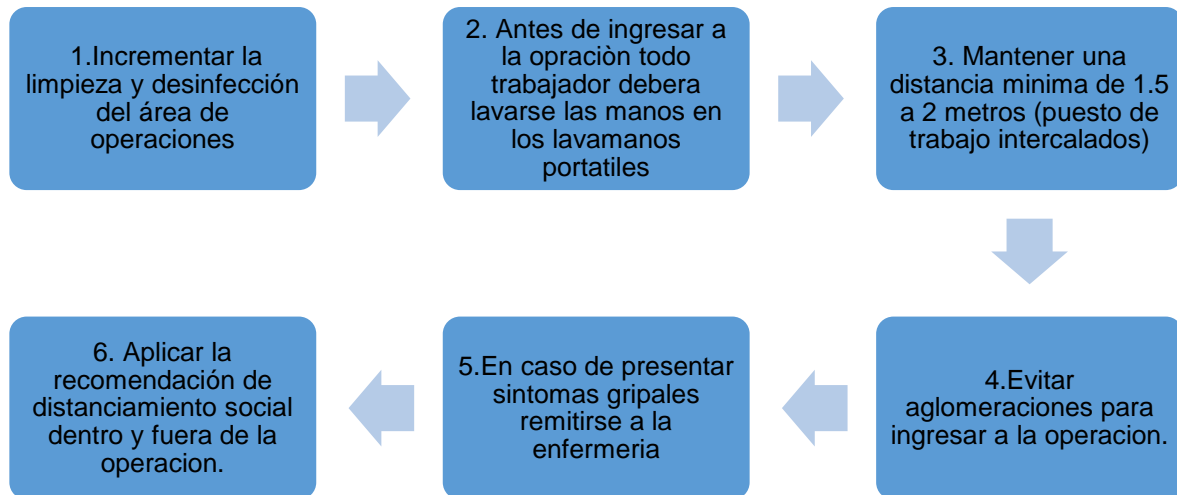 1.Incrementar la
limpieza y desinfección
del área de
operaciones
2. Antes de ingresar a
la opraciòn todo
trabajador debera
lavarse las manos en
los lavamanos
portatiles
3. Mantener una
distancia minima de 1.5
a 2 metros (puesto de
trabajo intercalados)
4.Evitar
aglomeraciones para
ingresar a la operacion.
5.En caso de presentar
sintomas gripales
remitirse a la
enfermeria
6. Aplicar la
recomendación de
distanciamiento social
dentro y fuera de la
operacion.